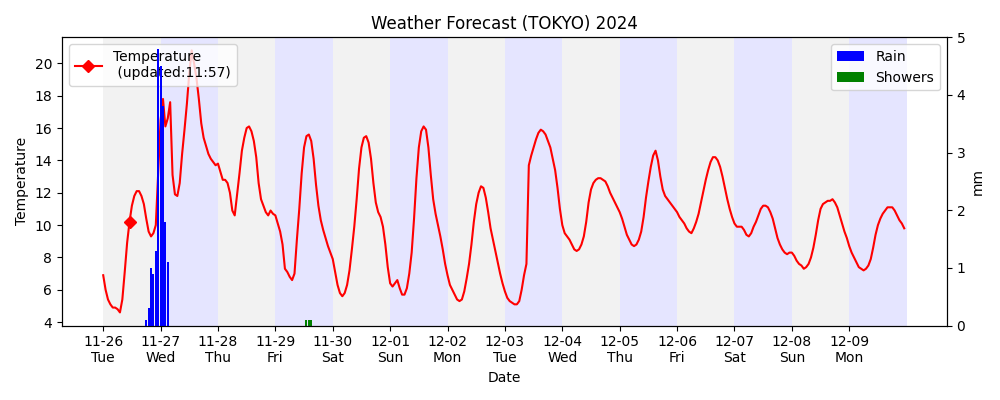 Weather Forecast (TOKYO) 2024
Temperature
(updated:11:57)
Rain
Showers
Temperature
20
18
16
14
12
10
8
6
4
5
4
3
2
1
0
mm
11-26 11-27 11-28 11-29 11-30 12-01 12-02 12-03 12-04 12-05 12-06 12-07 12-08 12-09
Tue Wed Thu Fri Sat Sun Mon Tue Wed Thu Fri Sat Sun Mon
Date